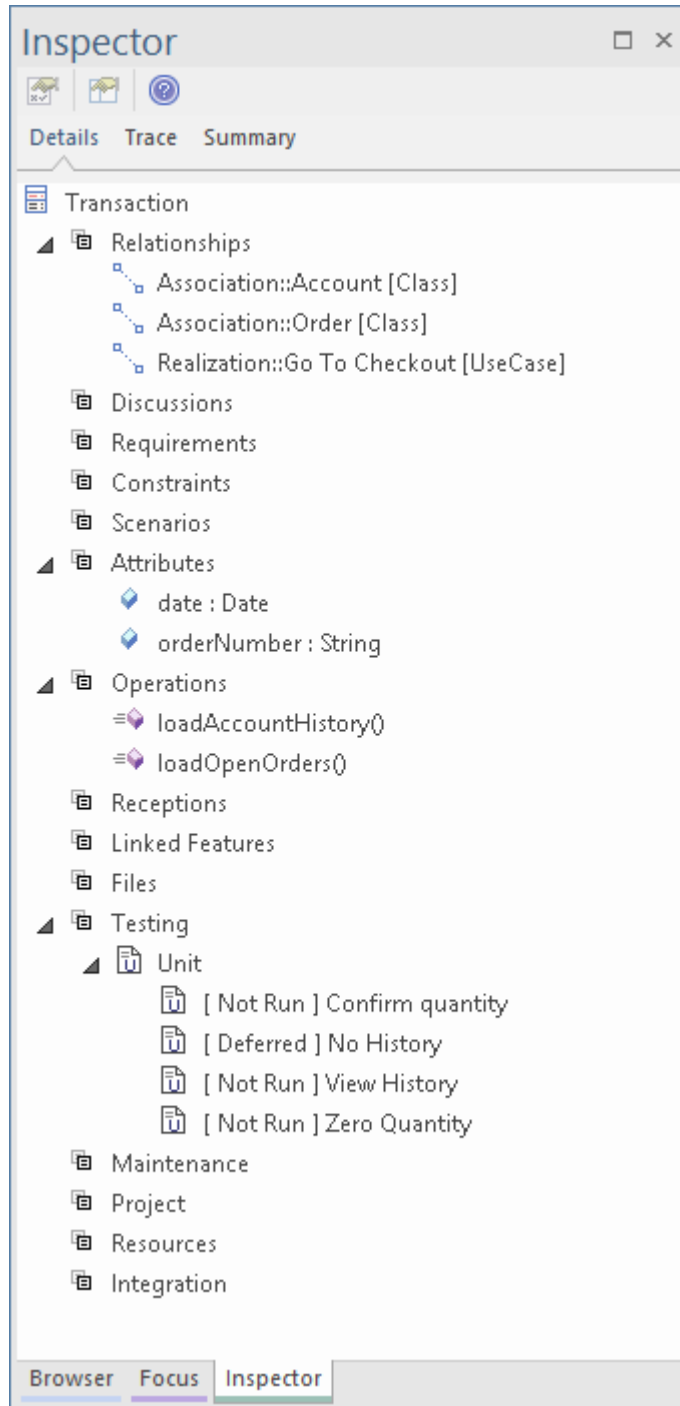 Inspector
Details Trace Summary
Transaction
Relationships
Association::Account [Class]
Association::Order [Class]
Realization::Go To Checkout [UseCase]
Discussions
Requirements
Constraints
Scenarios
Attributes
date : Date
orderNumber : String
Operations
loadAccountHistory()
loadOpenOrders()
Receptions
Linked Features
Files
Testing
Unit
[ Not Run ] Confirm quantity
[ Deferred ] No History
[ Not Run ] View History
[ Not Run ] Zero Quantity
Maintenance
Project
Resources
Integration
Browser Focus Inspector